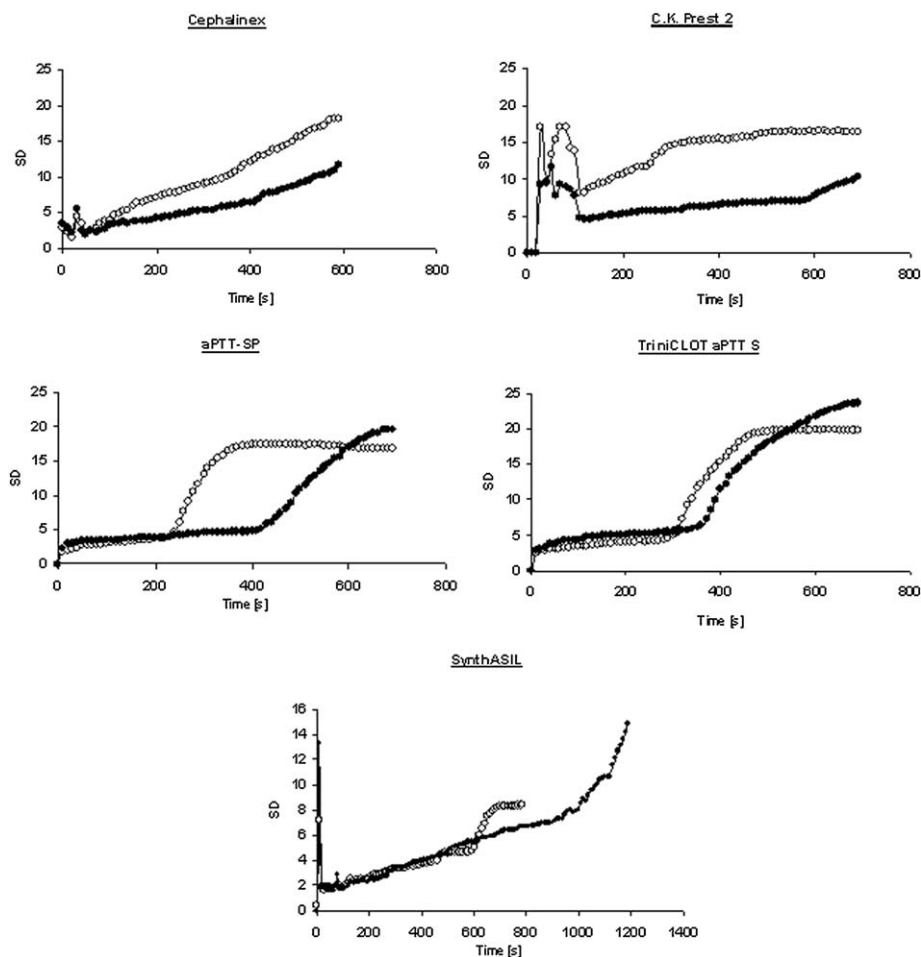 Cephalinex
C.K. Prest 2
25
20
15
10
5
0
SD
0 200 400 600 800
Time [s]
25
20
15
10
5
0
SD
0 200 400 600 800
Time [s]
aPTT-SP
TriniCLOT aPTT S
25
20
15
10
5
0
SD
0 200 400 600 800
Time [s]
25
20
15
10
5
0
SD
0 200 400 600 800
Time [s]
SynthASIL
16
14
12
10
8
6
4
2
0
SD
0 200 400 600 800 1000 1200 1400
Time [s]